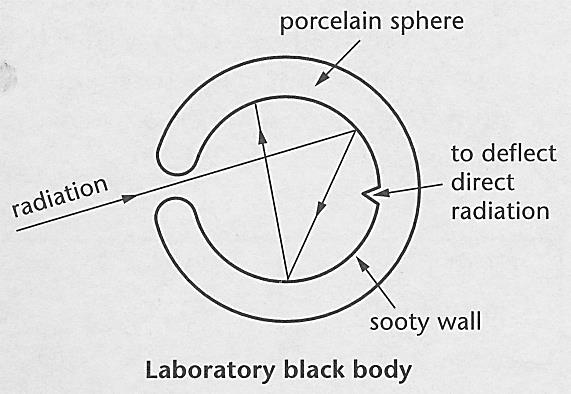 porcelain sphere
to deflect
direct
radiation
radiation
sooty wall
Laboratory black body